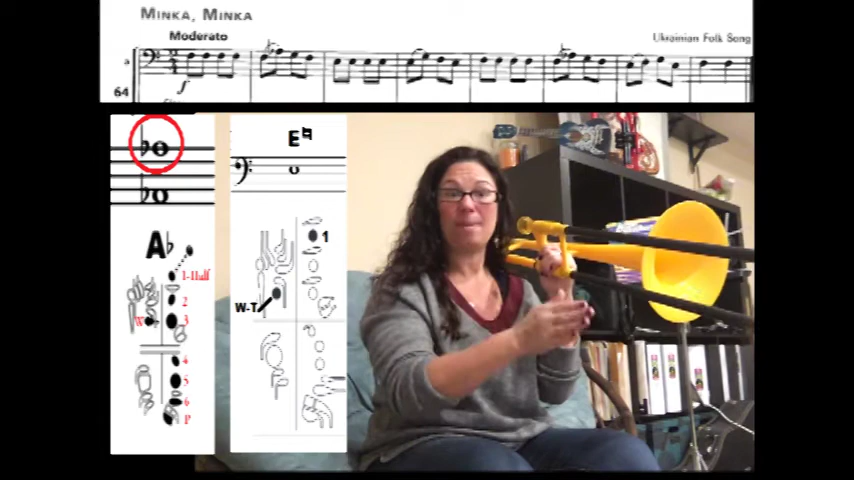 MINKA, MINKA
Moderato
Ukrainian Folk Song
a
64
f
E♮
A♭
1-Half
1
2
W-T
3
4
5
6
P